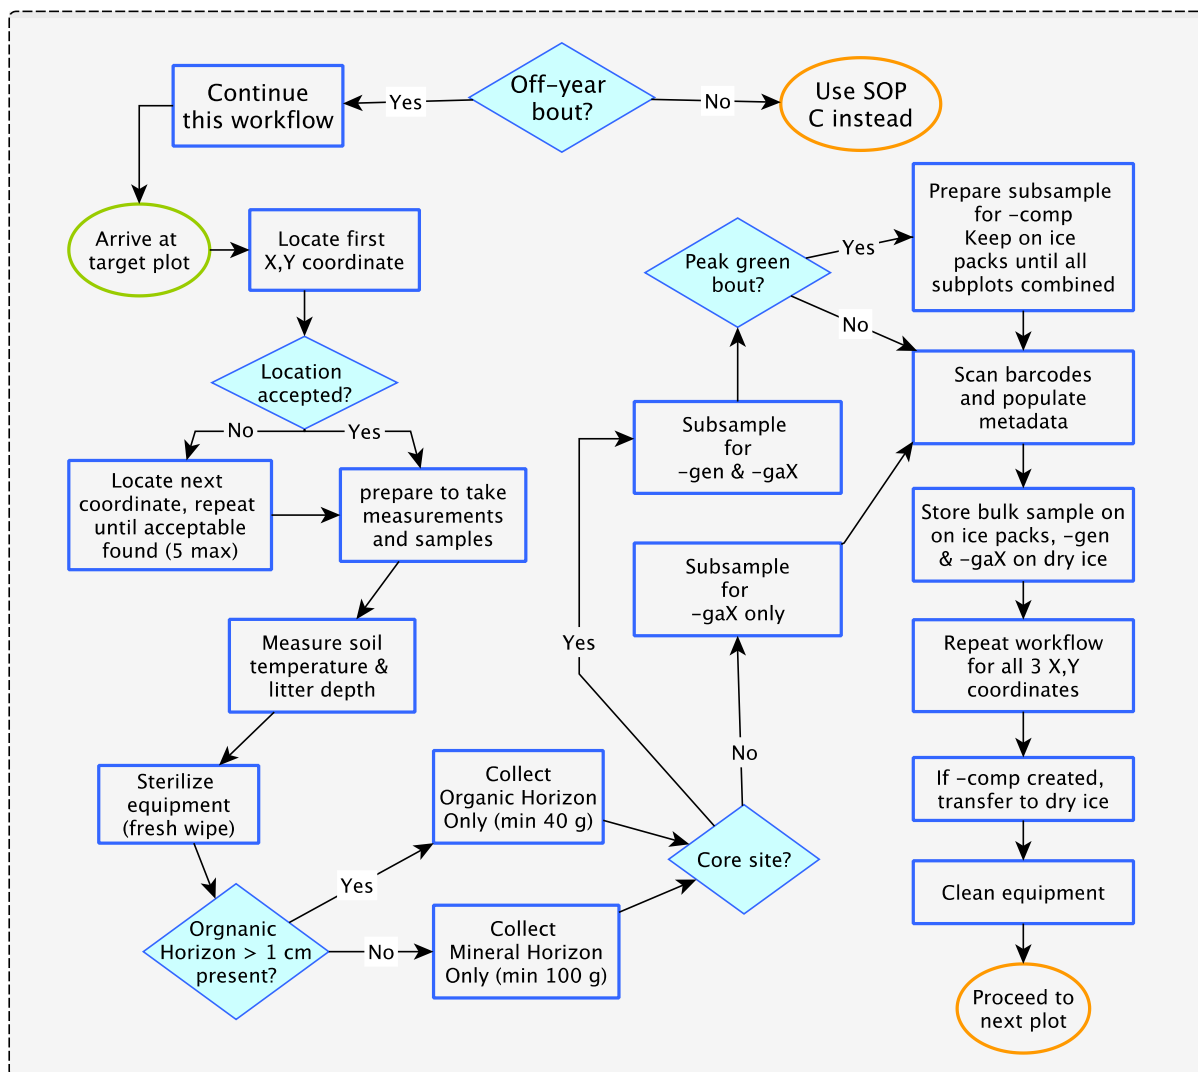 Off-year
bout?
Yes
No
Continue
this workflow
Use SOP
C instead
Arrive at
target plot
Locate first
X,Y coordinate
Location
accepted?
No
Yes
Locate next
coordinate, repeat
until acceptable
found (5 max)
prepare to take
measurements
and samples
Measure soil
temperature &
litter depth
Sterilize
equipment
(fresh wipe)
Orgnanic
Horizon > 1 cm
present?
Yes
No
Collect
Organic Horizon
Only (min 40 g)
Collect
Mineral Horizon
Only (min 100 g)
Core site?
Yes
No
Subsample
for
-gen & -gaX
Subsample
for
-gaX only
Peak green
bout?
Yes
No
Prepare subsample
for -comp
Keep on ice
packs until all
subplots combined
Scan barcodes
and populate
metadata
Store bulk sample on
on ice packs, -gen
& -gaX on dry ice
Repeat workflow
for all 3 X,Y
coordinates
If -comp created,
transfer to dry ice
Clean equipment
Proceed to
next plot